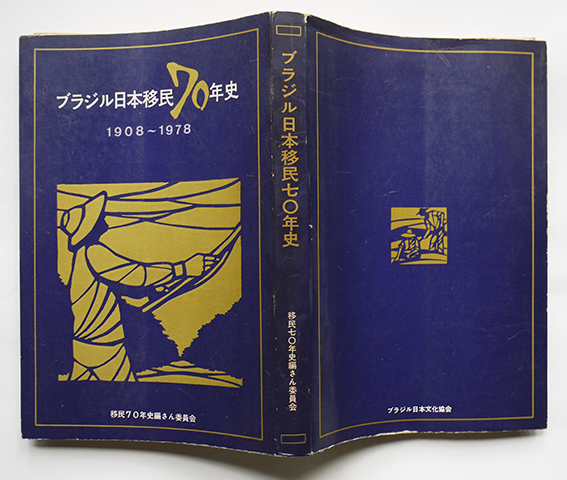 ブラジル日本移民70年史
1908~1978
移民70年史編さん委員会
ブラジル日本移民七〇年史
移民七〇年史編さん委員会
ブラジル日本文化協会